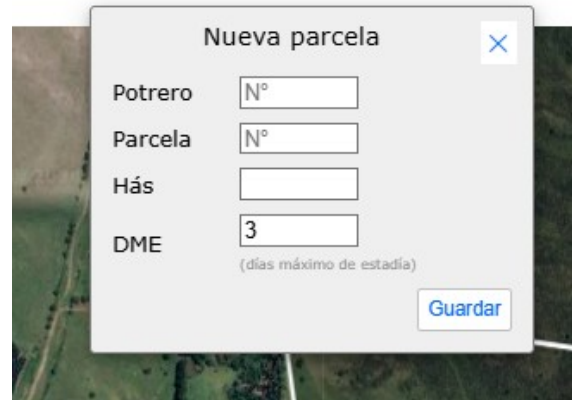 Nueva parcela
Potrero N°
Parcela N°
Hás
DME 3
(días máximo de estadía)
Guardar